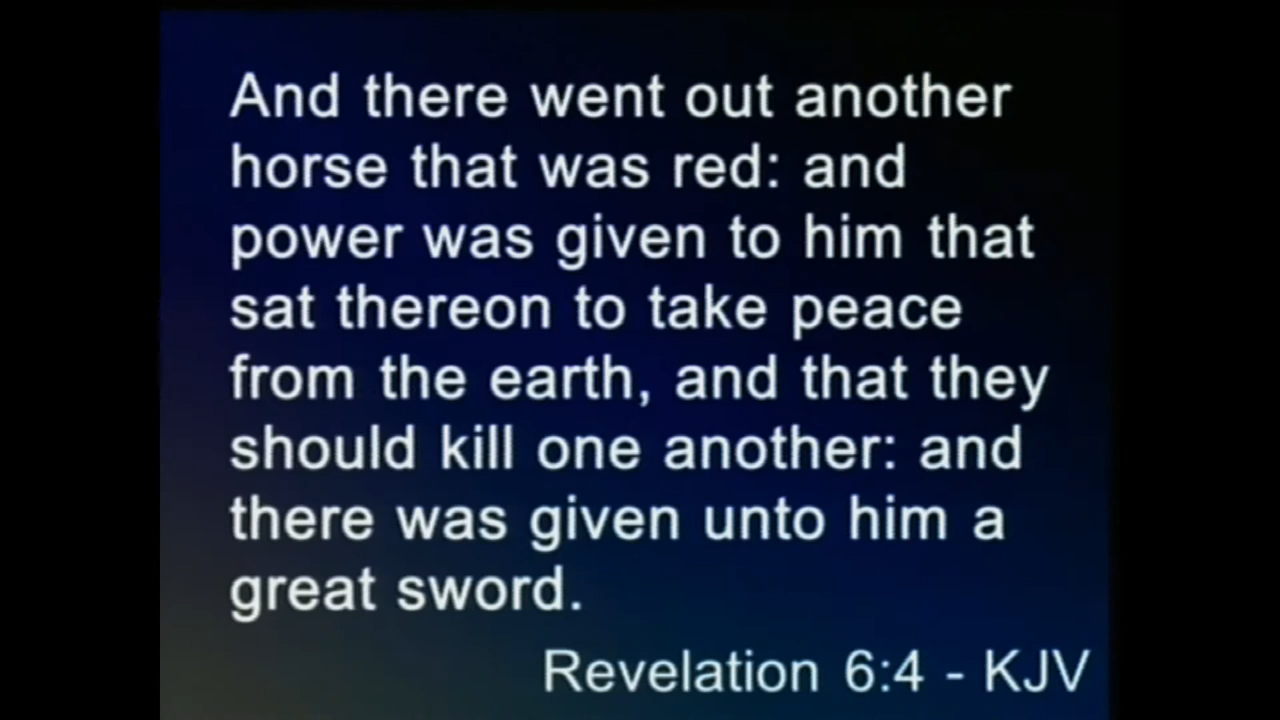 And there went out another
horse that was red: and
power was given to him that
sat thereon to take peace
from the earth, and that they
should kill one another: and
there was given unto him a
great sword.
Revelation 6:4 - KJV